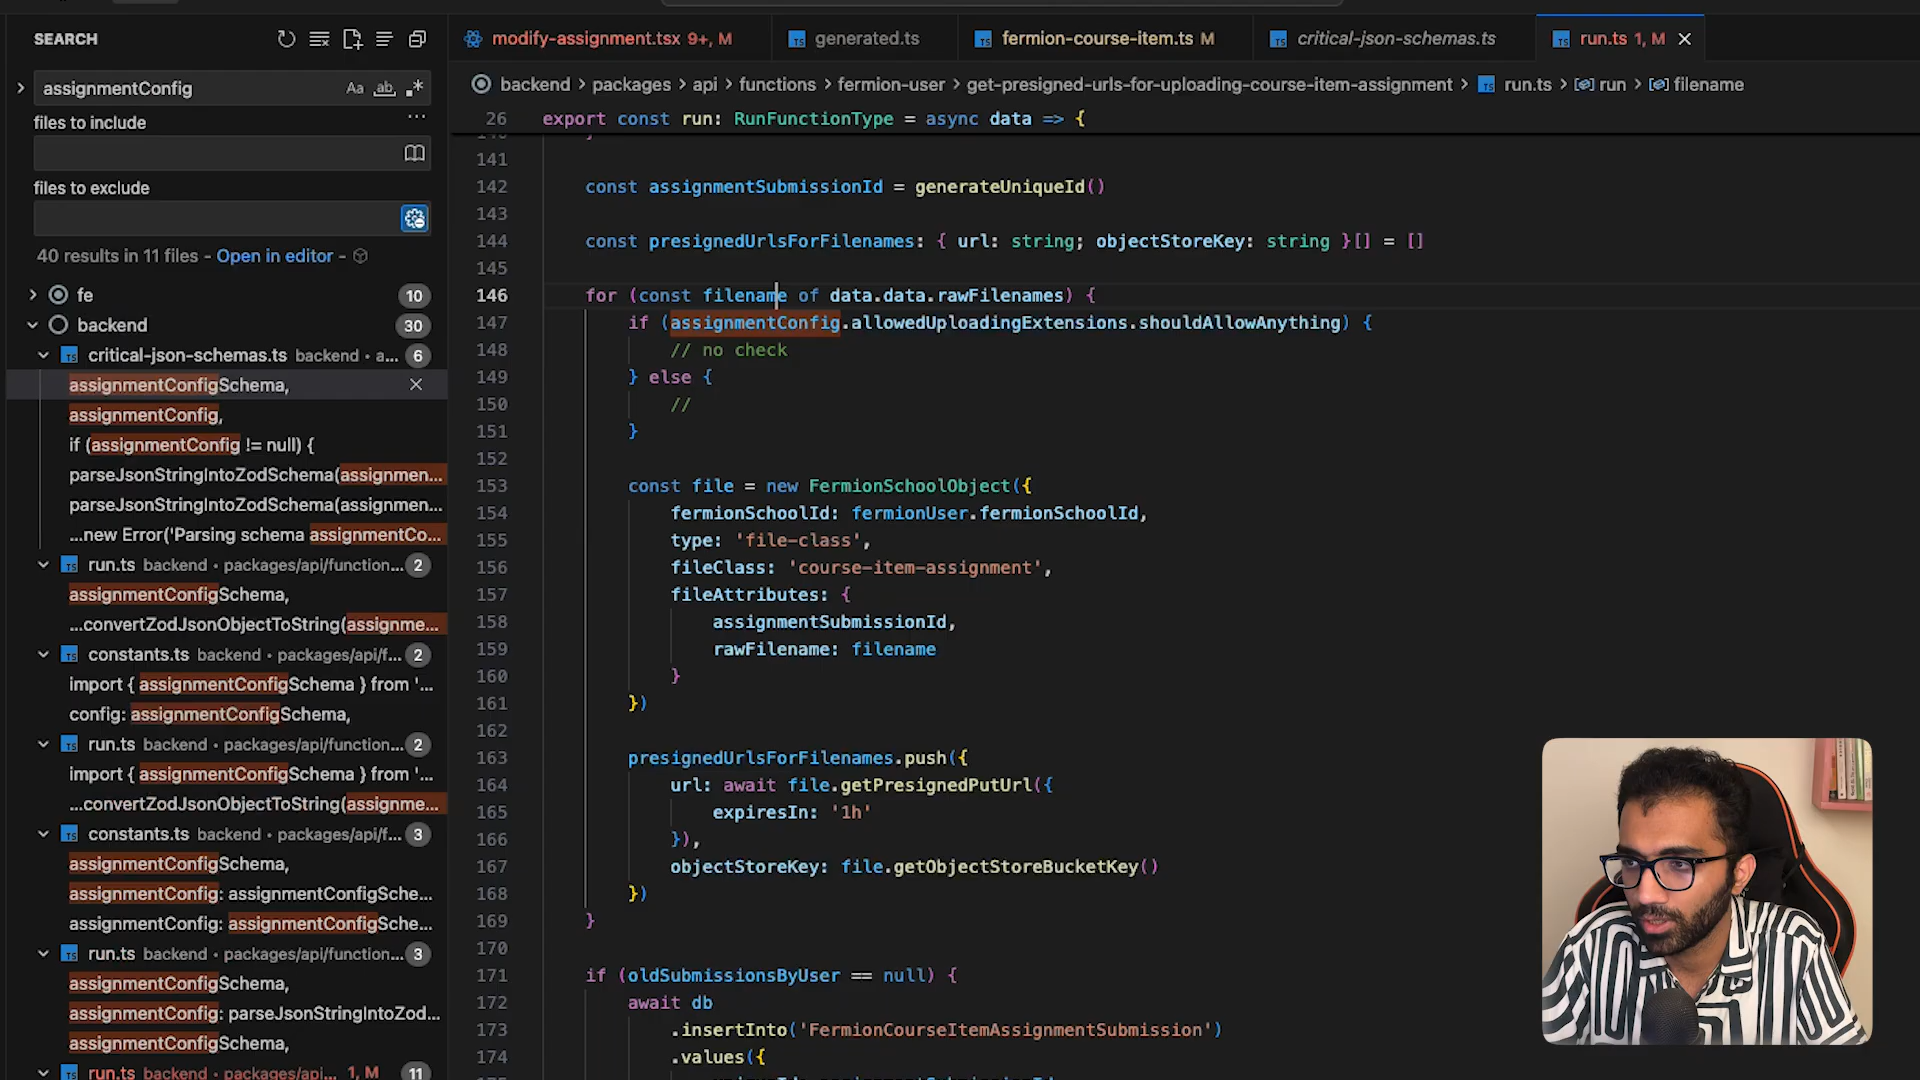 SEARCH
assignmentConfig
Aa ab
files to include
files to exclude
40 results in 11 files - Open in editor -
fe 10
backend 30
critical-json-schemas.ts backend • a... 6
assignmentConfigSchema,
assignmentConfig,
if (assignmentConfig != null) {
parseJsonStringIntoZodSchema(assignmen...
parseJsonStringIntoZodSchema(assignmen...
...new Error('Parsing schema assignmentCo...
run.ts backend • packages/api/function... 2
assignmentConfigSchema,
...convertZodJsonObjectToString(assignme...
constants.ts backend • packages/api/f... 2
import { assignmentConfigSchema } from '...
config: assignmentConfigSchema,
run.ts backend • packages/api/function... 2
import { assignmentConfigSchema } from '...
...convertZodJsonObjectToString(assignme...
constants.ts backend • packages/api/f... 3
assignmentConfigSchema,
assignmentConfig: assignmentConfigSche...
assignmentConfig: assignmentConfigSche...
run.ts backend • packages/api/function... 3
assignmentConfigSchema,
assignmentConfig: parseJsonStringIntoZod...
assignmentConfigSchema,
run.ts backend • packages/api... 1, M 11
modify-assignment.tsx 9+, M
generated.ts
fermion-course-item.ts M
critical-json-schemas.ts
run.ts 1, M
backend > packages > api > functions > fermion-user > get-presigned-urls-for-uploading-course-item-assignment > run.ts > run > filename
26 export const run: RunFunctionType = async data => {
141
142 const assignmentSubmissionId = generateUniqueId()
143
144 const presignedUrlsForFilenames: { url: string; objectStoreKey: string }[] = []
145
146 for (const filename of data.data.rawFilenames) {
147 if (assignmentConfig.allowedUploadingExtensions.shouldAllowAnything) {
148 // no check
149 } else {
150 //
151 }
152
153 const file = new FermionSchoolObject({
154 fermionSchoolId: fermionUser.fermionSchoolId,
155 type: 'file-class',
156 fileClass: 'course-item-assignment',
157 fileAttributes: {
158 assignmentSubmissionId,
159 rawFilename: filename
160 }
161 })
162
163 presignedUrlsForFilenames.push({
164 url: await file.getPresignedPutUrl({
165 expiresIn: '1h'
166 }),
167 objectStoreKey: file.getObjectStoreBucketKey()
168 })
169 }
170
171 if (oldSubmissionsByUser == null) {
172 await db
173 .insertInto('FermionCourseItemAssignmentSubmission')
174 .values({